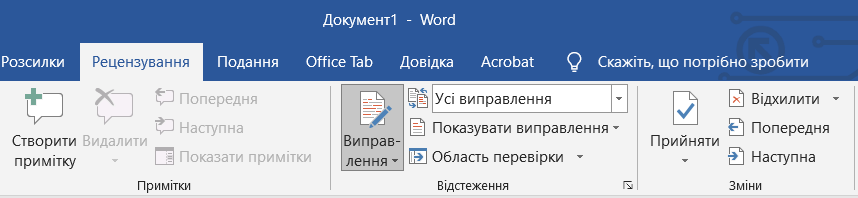 Документ1 - Word
Розсилки Рецензування Подання Office Tab Довідка Acrobat Скажіть, що потрібно зробити
Створити примітку
Видалити
Попередня
Наступна
Показати примітки
Примітки
Виправ-
лення
Усі виправлення
Показувати виправлення
Область перевірки
Відстеження
Прийняти
Відхилити
Попередня
Наступна
Зміни